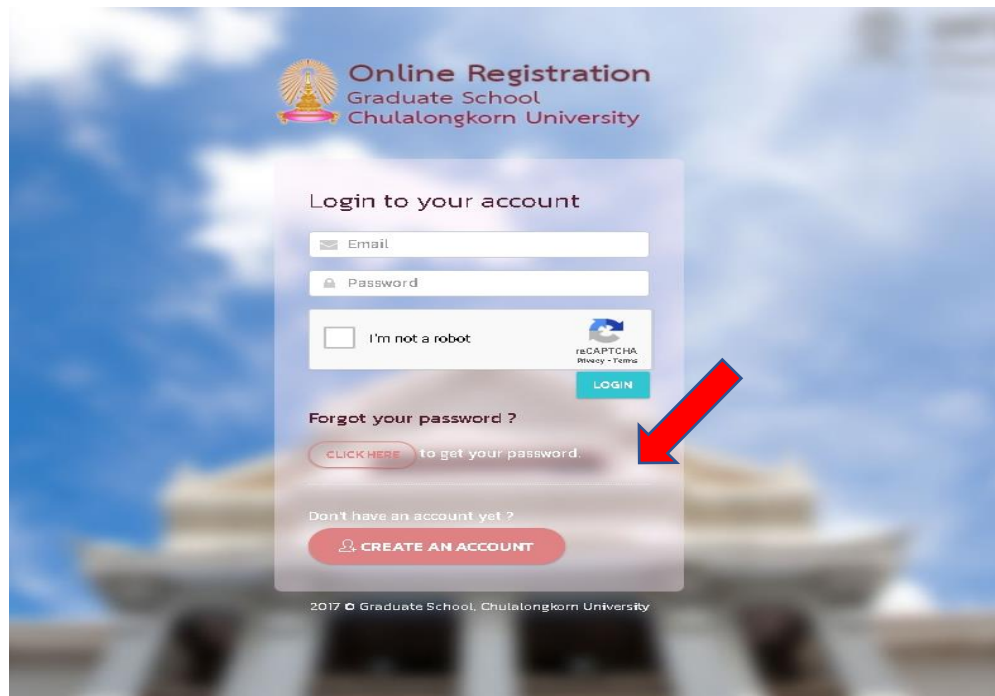 Online Registration
Graduate School
Chulalongkorn University
Login to your account
Email
Password
I'm not a robot
reCAPTCHA
Privacy - Terms
LOGIN
Forgot your password ?
CLICK HERE to get your password.
Don't have an account yet ?
CREATE AN ACCOUNT
2017 © Graduate School, Chulalongkorn University